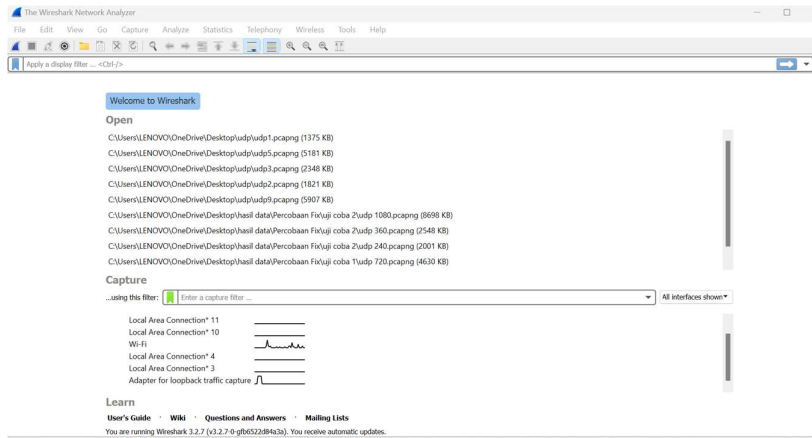 The Wireshark Network Analyzer
File Edit View Go Capture Analyze Statistics Telephony Wireless Tools Help
Apply a display filter ... <Ctrl-/>
Welcome to Wireshark
Open
C:\Users\LENOVO\OneDrive\Desktop\udp\udp1.pcapng (1375 KB)
C:\Users\LENOVO\OneDrive\Desktop\udp\udp5.pcapng (5181 KB)
C:\Users\LENOVO\OneDrive\Desktop\udp\udp3.pcapng (2348 KB)
C:\Users\LENOVO\OneDrive\Desktop\udp\udp2.pcapng (1821 KB)
C:\Users\LENOVO\OneDrive\Desktop\udp\udp9.pcapng (5907 KB)
C:\Users\LENOVO\OneDrive\Desktop\hasil data\Percobaan Fix\uji coba 2\udp 1080.pcapng (8698 KB)
C:\Users\LENOVO\OneDrive\Desktop\hasil data\Percobaan Fix\uji coba 2\udp 360.pcapng (2548 KB)
C:\Users\LENOVO\OneDrive\Desktop\hasil data\Percobaan Fix\uji coba 2\udp 240.pcapng (2001 KB)
C:\Users\LENOVO\OneDrive\Desktop\hasil data\Percobaan Fix\uji coba 1\udp 720.pcapng (4630 KB)
Capture
...using this filter: Enter a capture filter ... All interfaces shown
Local Area Connection* 11
Local Area Connection* 10
Wi-Fi
Local Area Connection* 4
Local Area Connection* 3
Adapter for loopback traffic capture
Learn
User's Guide · Wiki · Questions and Answers · Mailing Lists
You are running Wireshark 3.2.7 (v3.2.7-0-gfb6522d84a3a). You receive automatic updates.